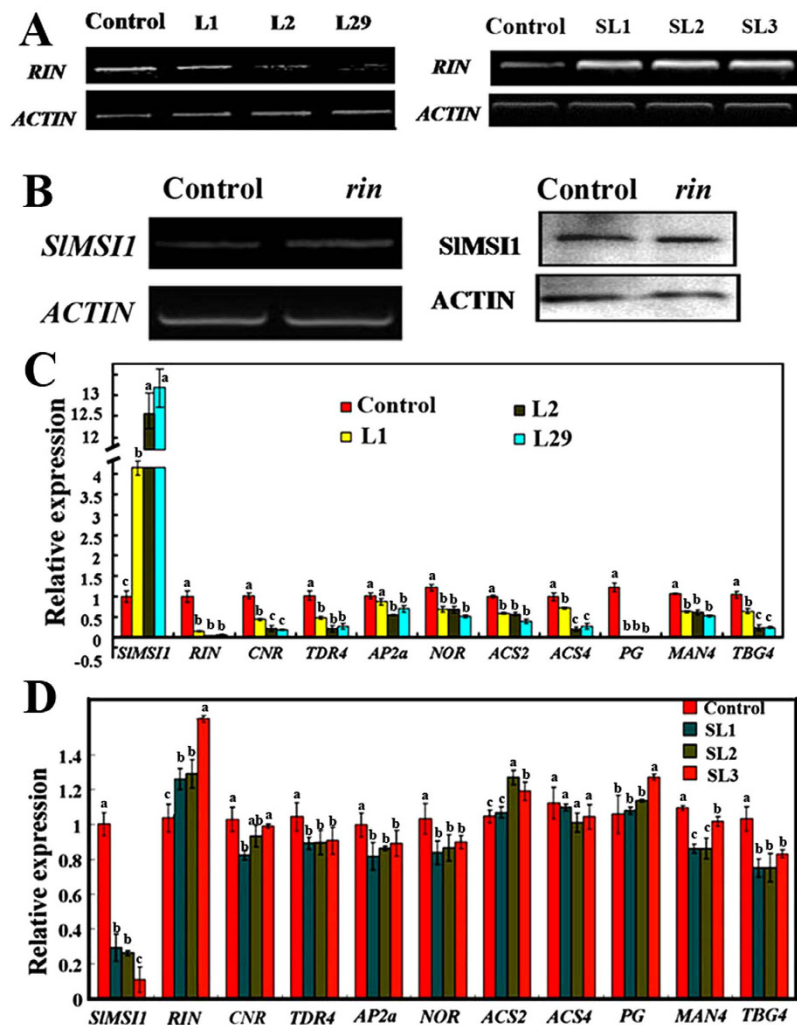 A
Control L1 L2 L29
RIN
ACTIN
Control SL1 SL2 SL3
RIN
ACTIN
B
Control rin
SlMSI1
ACTIN
Control rin
SlMSI1
ACTIN
C
Relative expression
13
12.5
12
4
3.5
3
2.5
2
1.5
1
0.5
0
-0.5
Control
L1
L2
L29
c b a a
a b b b
a b c c
a b b b
a a b b
a b b b
a b b b
a b c c
a b b b
a b b b
a b c c
SlMSI1 RIN CNR TDR4 AP2a NOR ACS2 ACS4 PG MAN4 TBG4
D
Relative expression
1.4
1.2
1
0.8
0.6
0.4
0.2
0
Control
SL1
SL2
SL3
a b b c
c b b a
a b ab a
a b b b
a b b b
a b b b
c c a b
a a a a
b b b a
a c c b
a b b b
SlMSI1 RIN CNR TDR4 AP2a NOR ACS2 ACS4 PG MAN4 TBG4